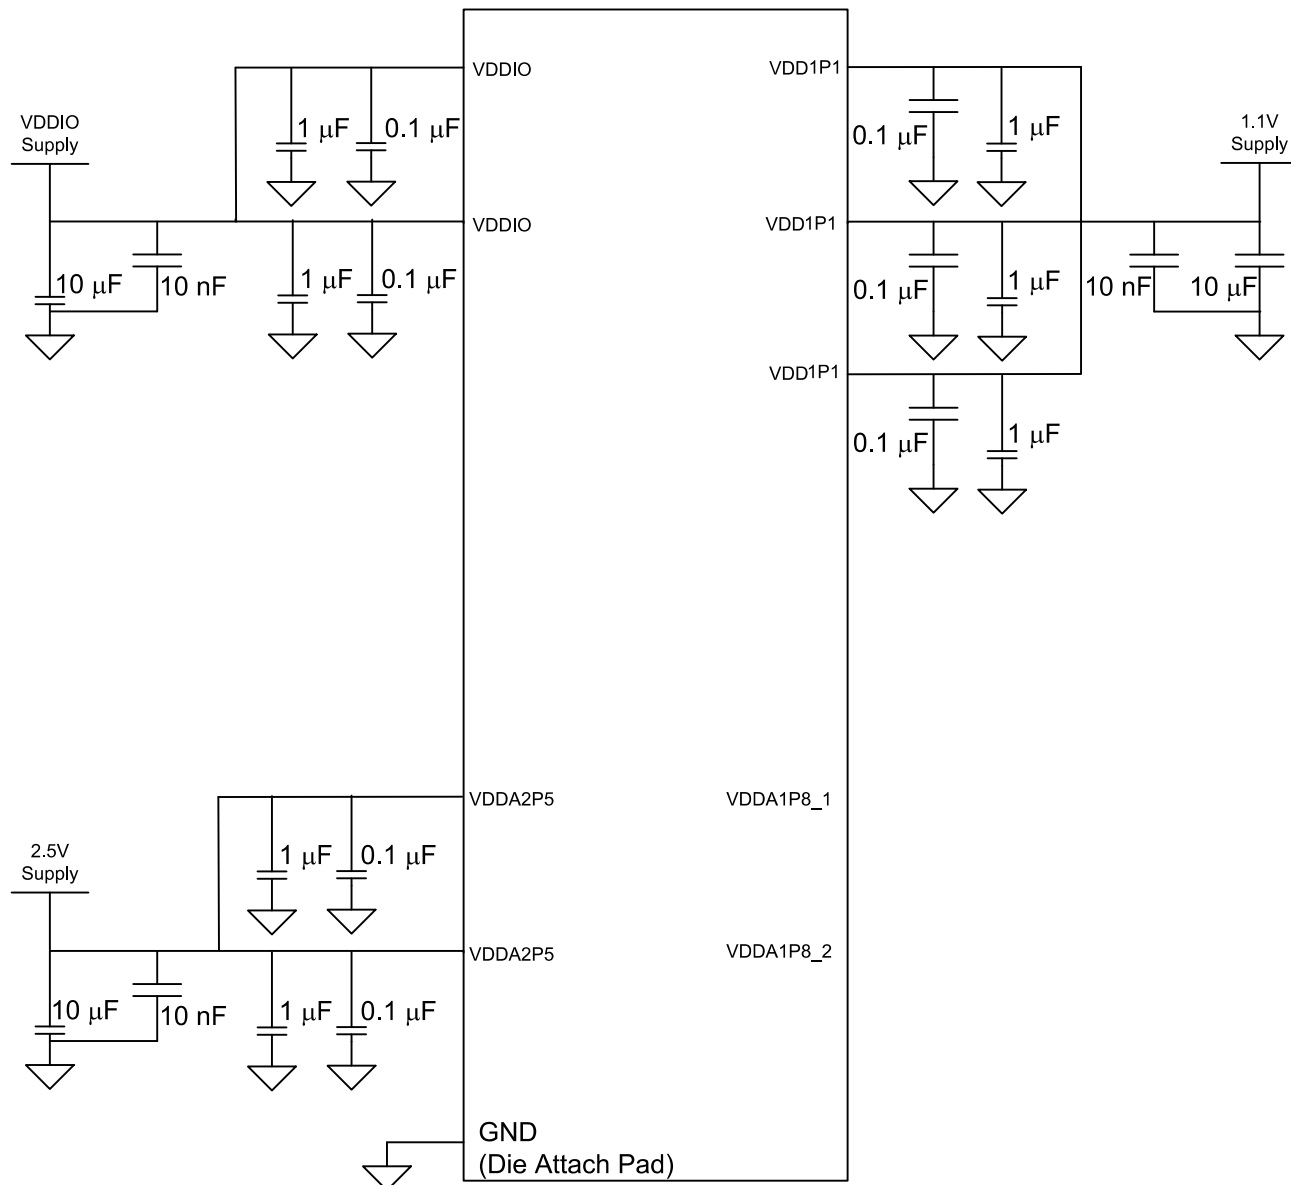 VDDIO
VDD1P1
VDDIO
Supply
1 μF
0.1 μF
0.1 μF
1 μF
1.1V
Supply
VDDIO
VDD1P1
10 μF
10 nF
1 μF
0.1 μF
0.1 μF
1 μF
10 nF
10 μF
VDD1P1
0.1 μF
1 μF
VDDA2P5
VDDA1P8_1
2.5V
Supply
1 μF
0.1 μF
VDDA2P5
VDDA1P8_2
10 μF
10 nF
1 μF
0.1 μF
GND
(Die Attach Pad)